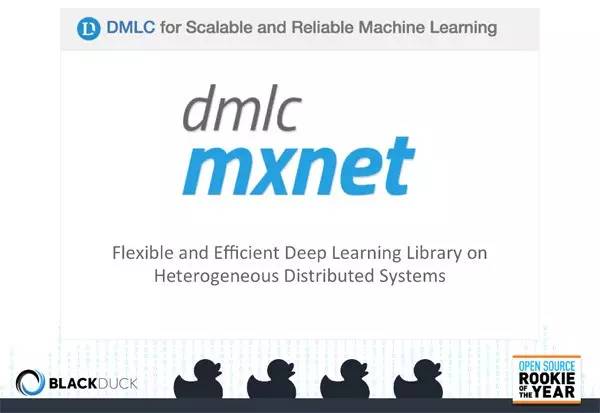 DMLC for Scalable and Reliable Machine Learning
dmlc
mxnet
Flexible and Efficient Deep Learning Library on
Heterogeneous Distributed Systems
BLACKDUCK
OPEN SOURCE
ROOKIE
OF THE YEAR